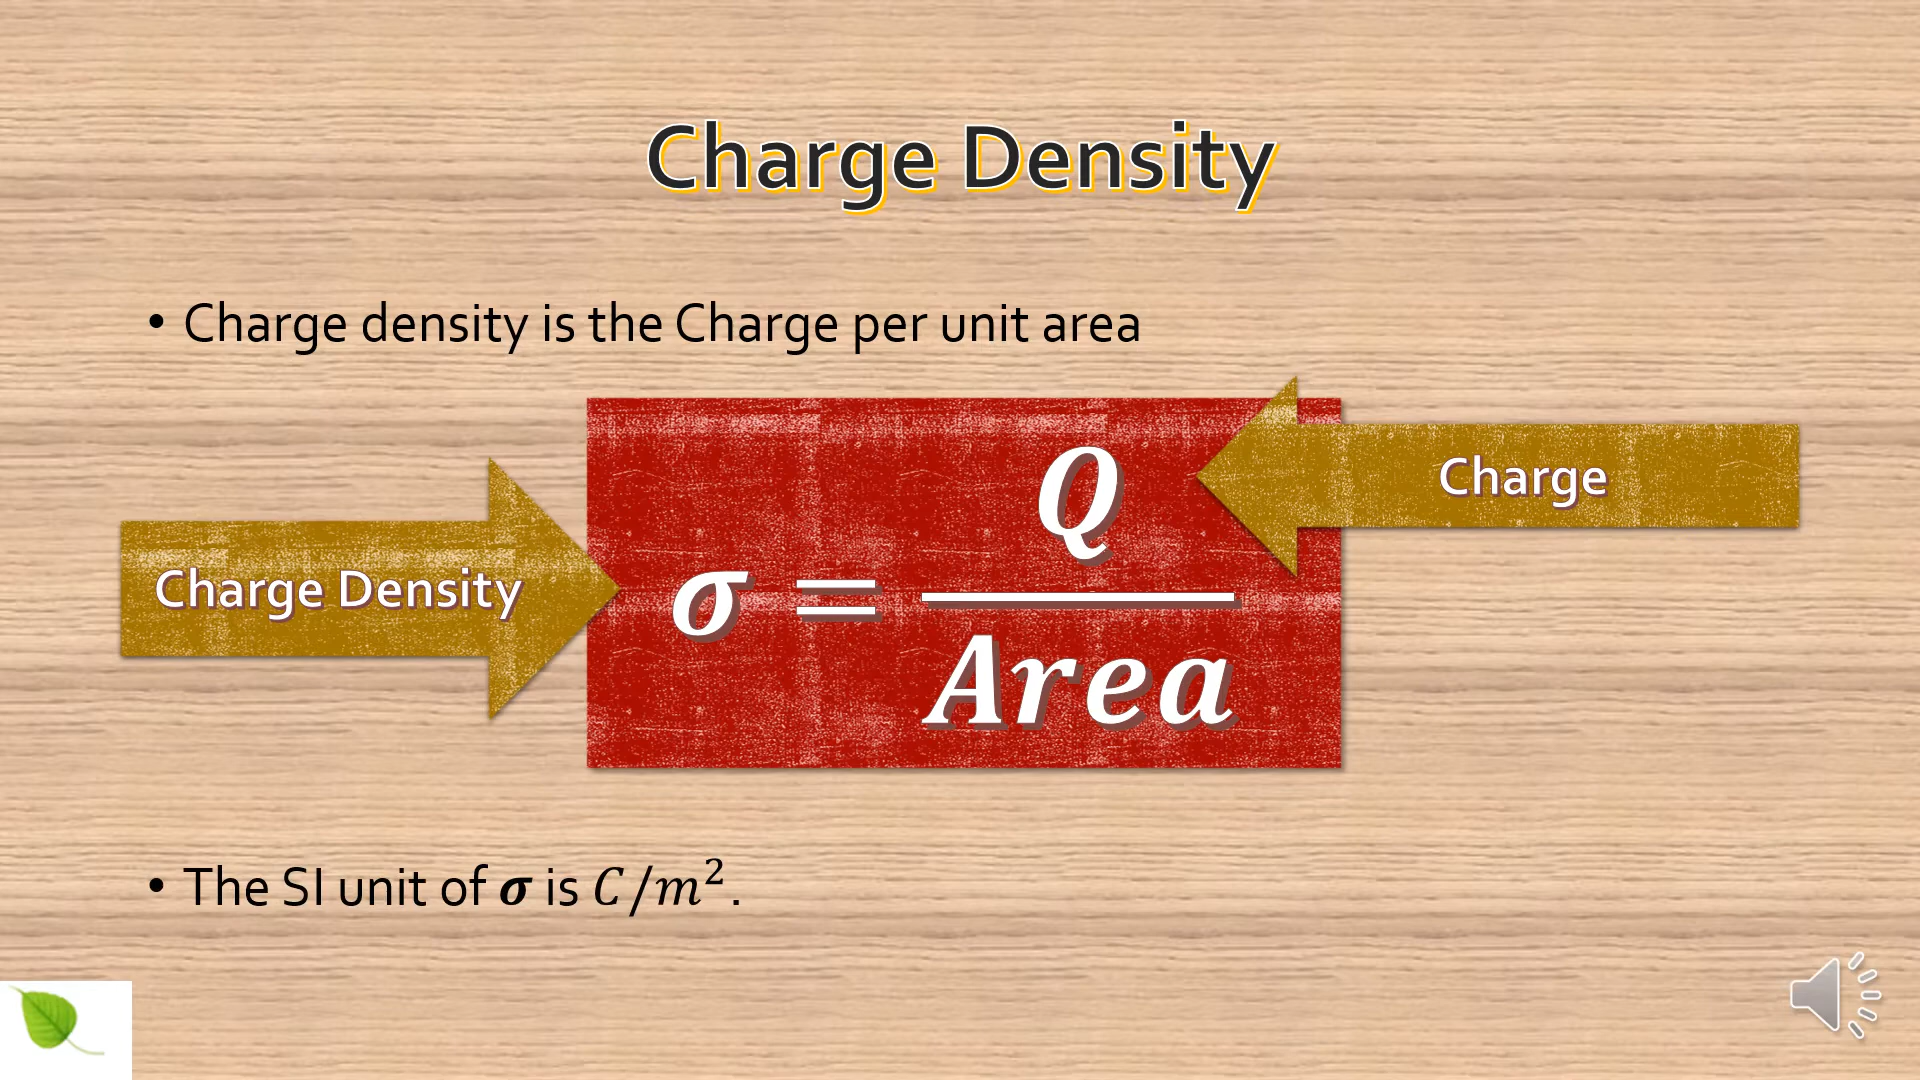 Charge Density
• Charge density is the Charge per unit area
Charge
Charge Density
𝝈 = 𝑸 / 𝑨𝒓𝒆𝒂
• The SI unit of 𝝈 is 𝐶/𝑚².